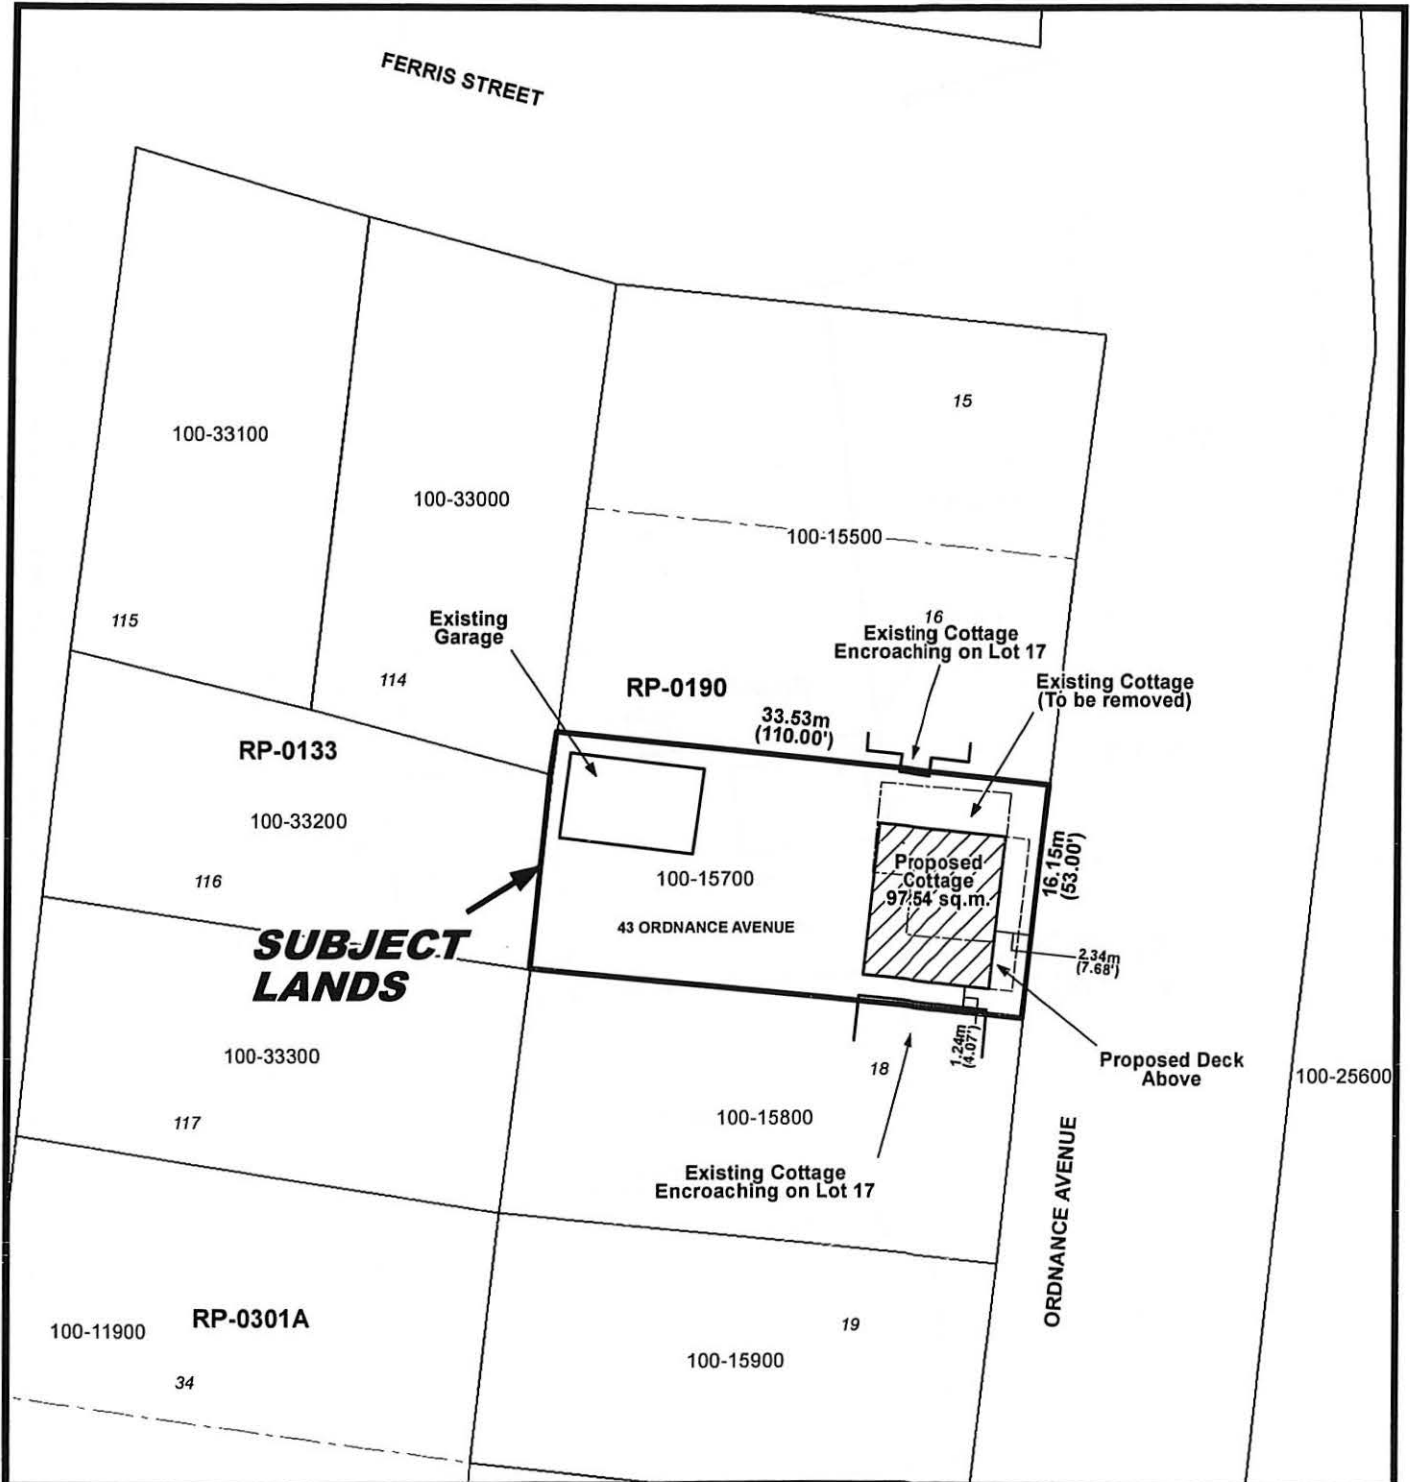 FERRIS STREET
15
100-33100
100-33000
100-15500
115
Existing
Garage
16
Existing Cottage
Encroaching on Lot 17
114
RP-0190
Existing Cottage
(To be removed)
33.53m
(110.00')
RP-0133
100-33200
116
100-15700
Proposed
Cottage
97.54 sq.m.
16.15m
(53.00')
43 ORDNANCE AVENUE
SUBJECT
LANDS
2.34m
(7.68')
1.24m
(4.07')
100-33300
18
Proposed Deck
Above
100-25600
117
100-15800
Existing Cottage
Encroaching on Lot 17
ORDNANCE AVENUE
RP-0301A
100-11900
19
100-15900
34